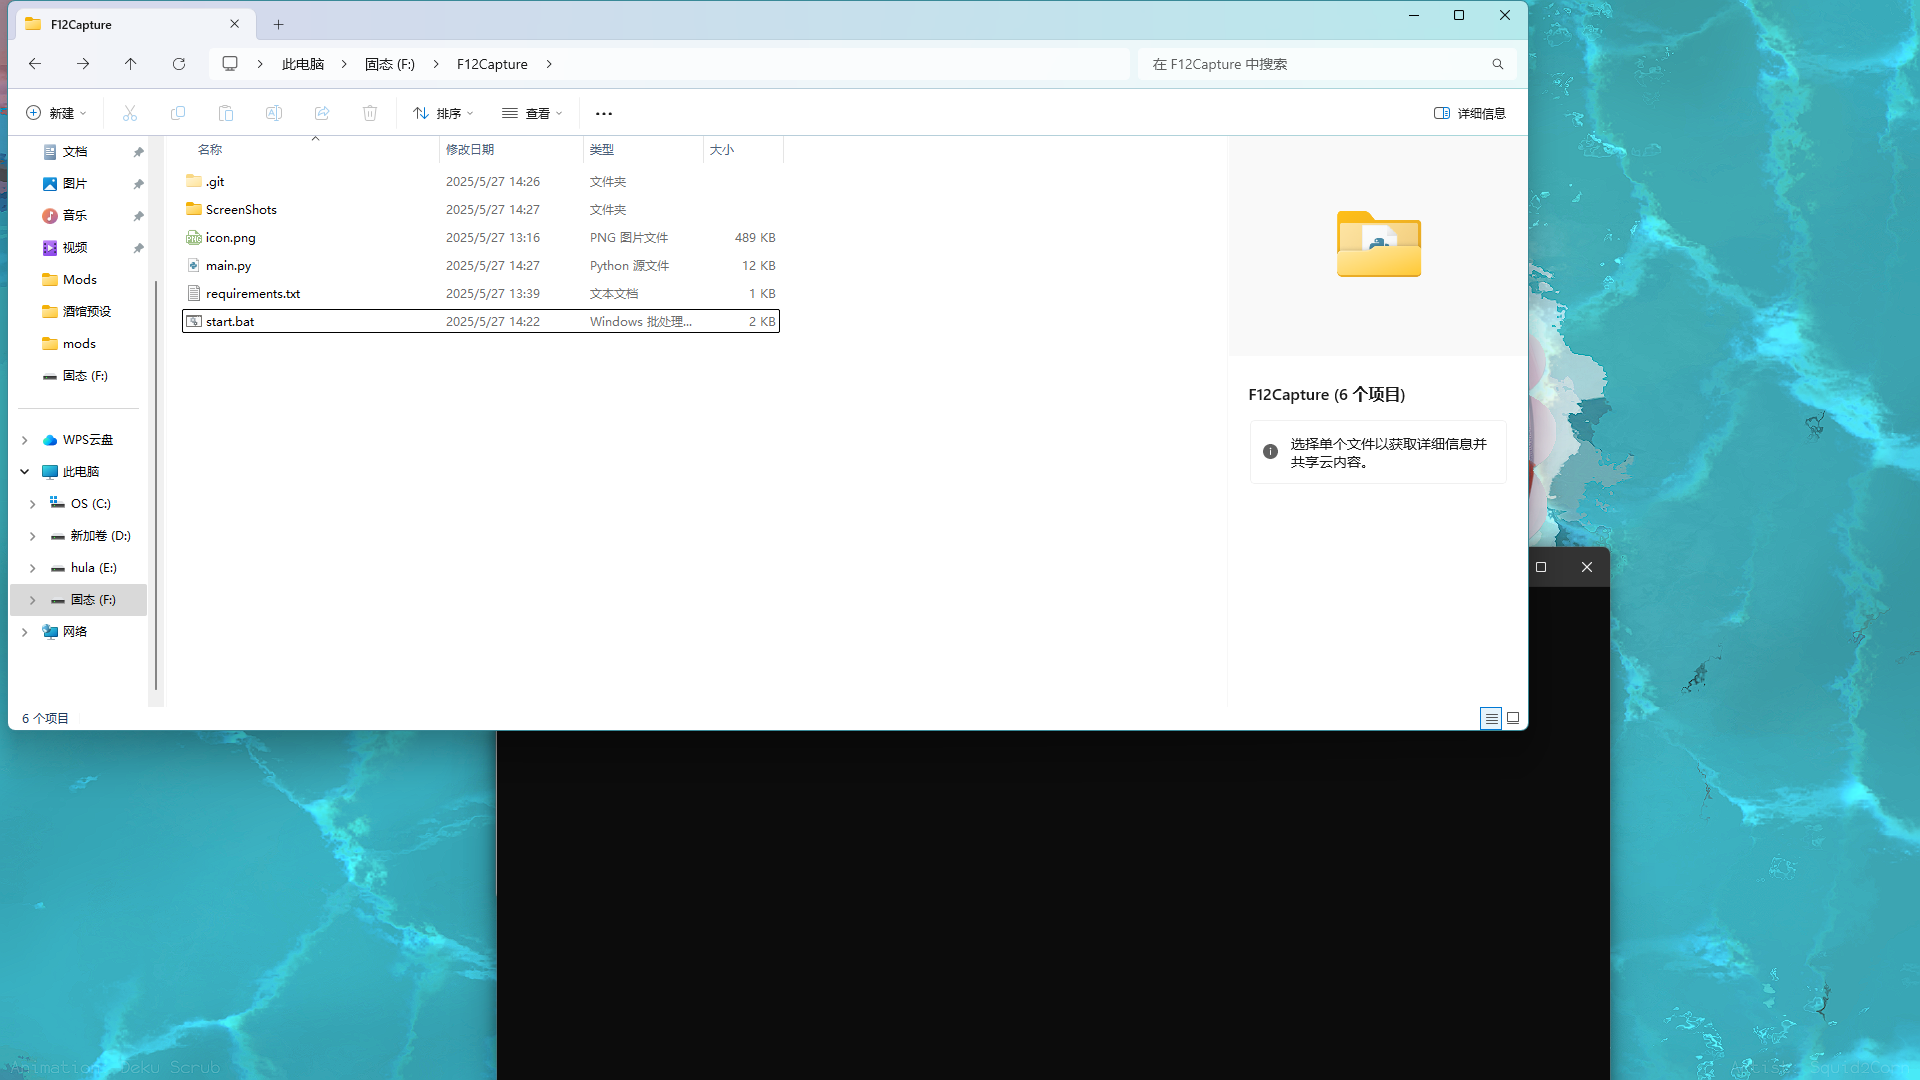 F12Capture
此电脑
固态 (F:)
F12Capture
在 F12Capture 中搜索
新建
排序
查看
详细信息
文档
图片
音乐
视频
Mods
酒馆预设
mods
固态 (F:)
WPS云盘
此电脑
OS (C:)
新加卷 (D:)
hula (E:)
固态 (F:)
网络
名称 修改日期 类型 大小
.git 2025/5/27 14:26 文件夹
ScreenShots 2025/5/27 14:27 文件夹
icon.png 2025/5/27 13:16 PNG 图片文件 489 KB
main.py 2025/5/27 14:27 Python 源文件 12 KB
requirements.txt 2025/5/27 13:39 文本文档 1 KB
start.bat 2025/5/27 14:22 Windows 批处理... 2 KB
F12Capture (6 个项目)
选择单个文件以获取详细信息并
共享云内容。
6 个项目
Animation: Deku Scrub